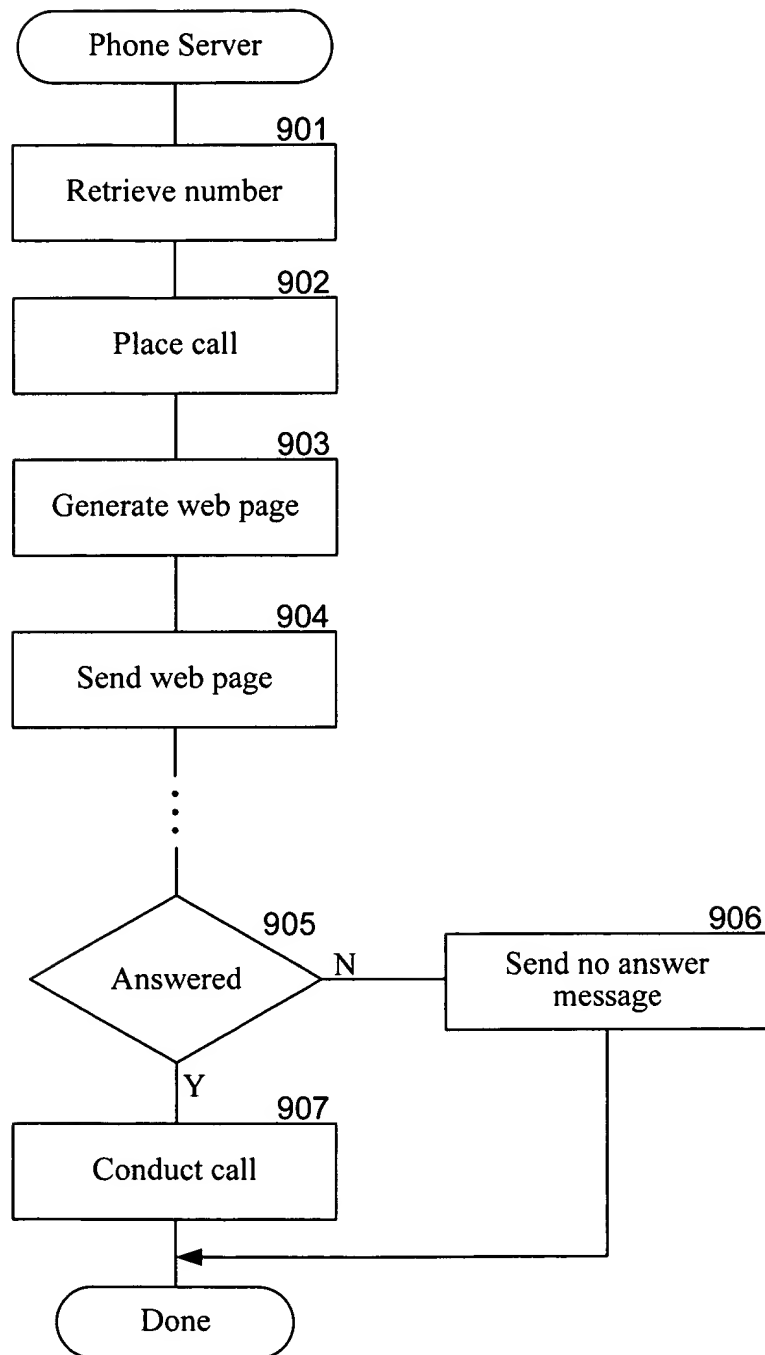 Phone Server
901
Retrieve number
902
Place call
903
Generate web page
904
Send web page
905
Answered
N
906
Send no answer
message
Y
907
Conduct call
Done